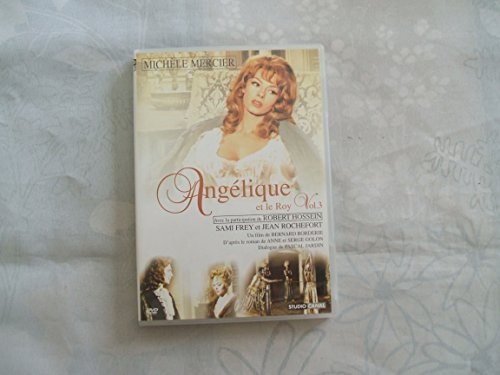 MICHÈLE MERCIER
Angélique
et le Roy Vol.3
Avec la participation de ROBERT HOSSEIN
SAMI FREY et JEAN ROCHEFORT
Un film de BERNARD BORDERIE
D'après le roman de ANNE et SERGE GOLON
Dialogue de PASCAL JARDIN
DVD
STUDIO CANAL